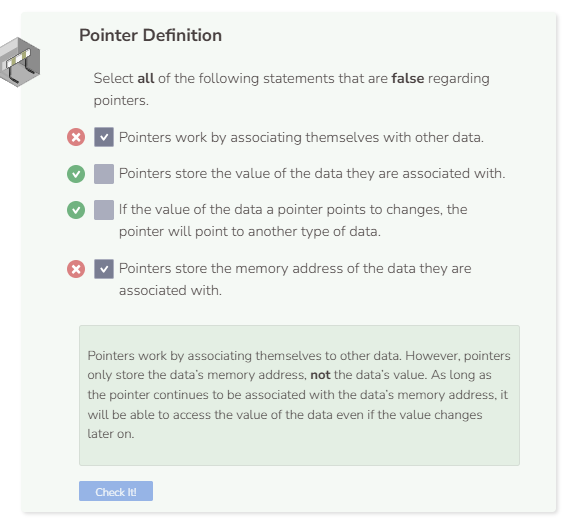 Pointer Definition
Select all of the following statements that are false regarding
pointers.
Pointers work by associating themselves with other data.
Pointers store the value of the data they are associated with.
If the value of the data a pointer points to changes, the
pointer will point to another type of data.
Pointers store the memory address of the data they are
associated with.
Pointers work by associating themselves to other data. However, pointers
only store the data's memory address, not the data's value. As long as
the pointer continues to be associated with the data's memory address, it
will be able to access the value of the data even if the value changes
later on.
Check It!